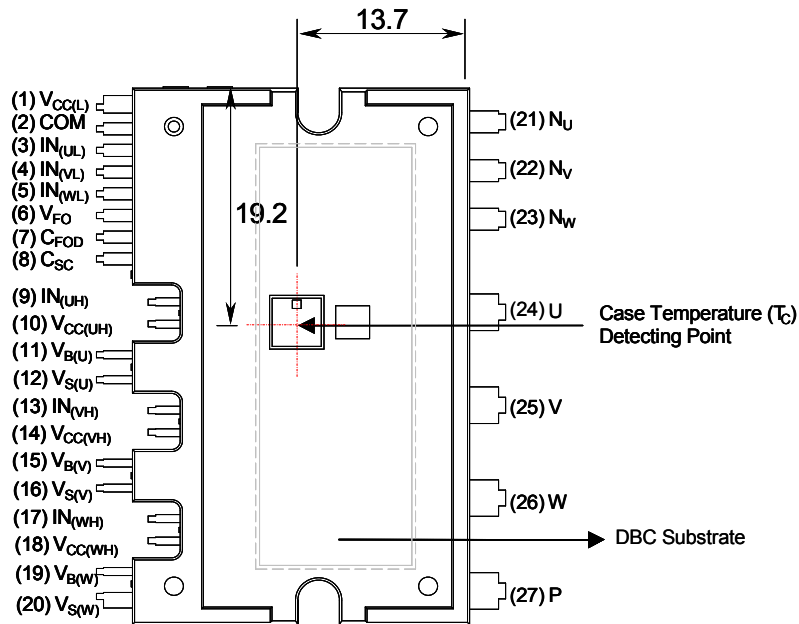 13.7
19.2
(1) VCC(L)
(2) COM
(3) IN(UL)
(4) IN(VL)
(5) IN(WL)
(6) VFO
(7) CFOD
(8) CSC
(9) IN(UH)
(10) VCC(UH)
(11) VB(U)
(12) VS(U)
(13) IN(VH)
(14) VCC(VH)
(15) VB(V)
(16) VS(V)
(17) IN(WH)
(18) VCC(WH)
(19) VB(W)
(20) VS(W)
(21) NU
(22) NV
(23) NW
(24) U
(25) V
(26) W
(27) P
Case Temperature (TC)
Detecting Point
DBC Substrate